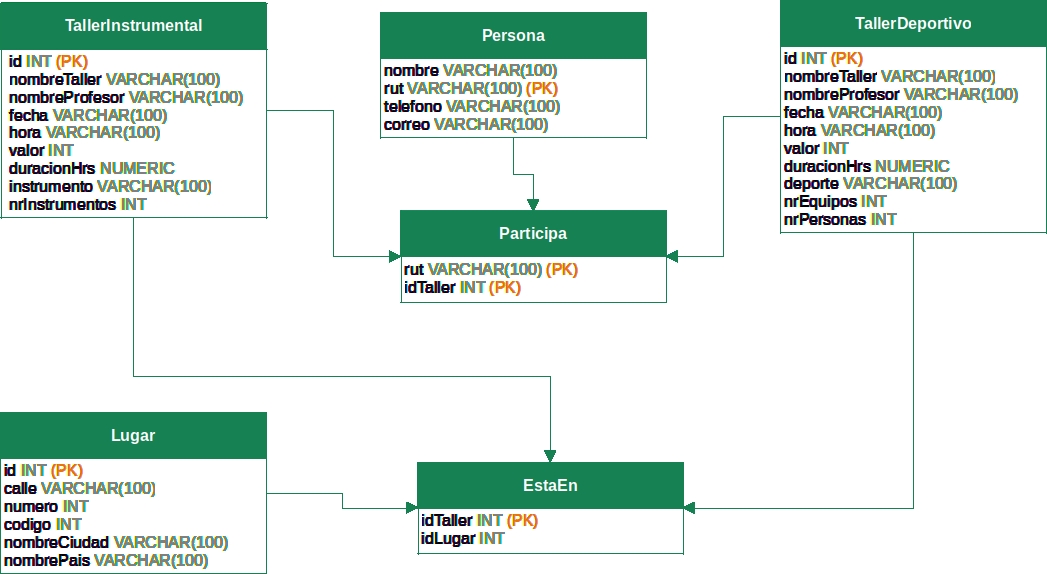 TallerInstrumental
id INT (PK)
nombreTaller VARCHAR(100)
nombreProfesor VARCHAR(100)
fecha VARCHAR(100)
hora VARCHAR(100)
valor INT
duracionHrs NUMERIC
instrumento VARCHAR(100)
nrInstrumentos INT
Persona
nombre VARCHAR(100)
rut VARCHAR(100) (PK)
telefono VARCHAR(100)
correo VARCHAR(100)
TallerDeportivo
id INT (PK)
nombreTaller VARCHAR(100)
nombreProfesor VARCHAR(100)
fecha VARCHAR(100)
hora VARCHAR(100)
valor INT
duracionHrs NUMERIC
deporte VARCHAR(100)
nrEquipos INT
nrPersonas INT
Participa
rut VARCHAR(100) (PK)
idTaller INT (PK)
Lugar
id INT (PK)
calle VARCHAR(100)
numero INT
codigo INT
nombreCiudad VARCHAR(100)
nombrePais VARCHAR(100)
EstaEn
idTaller INT (PK)
idLugar INT